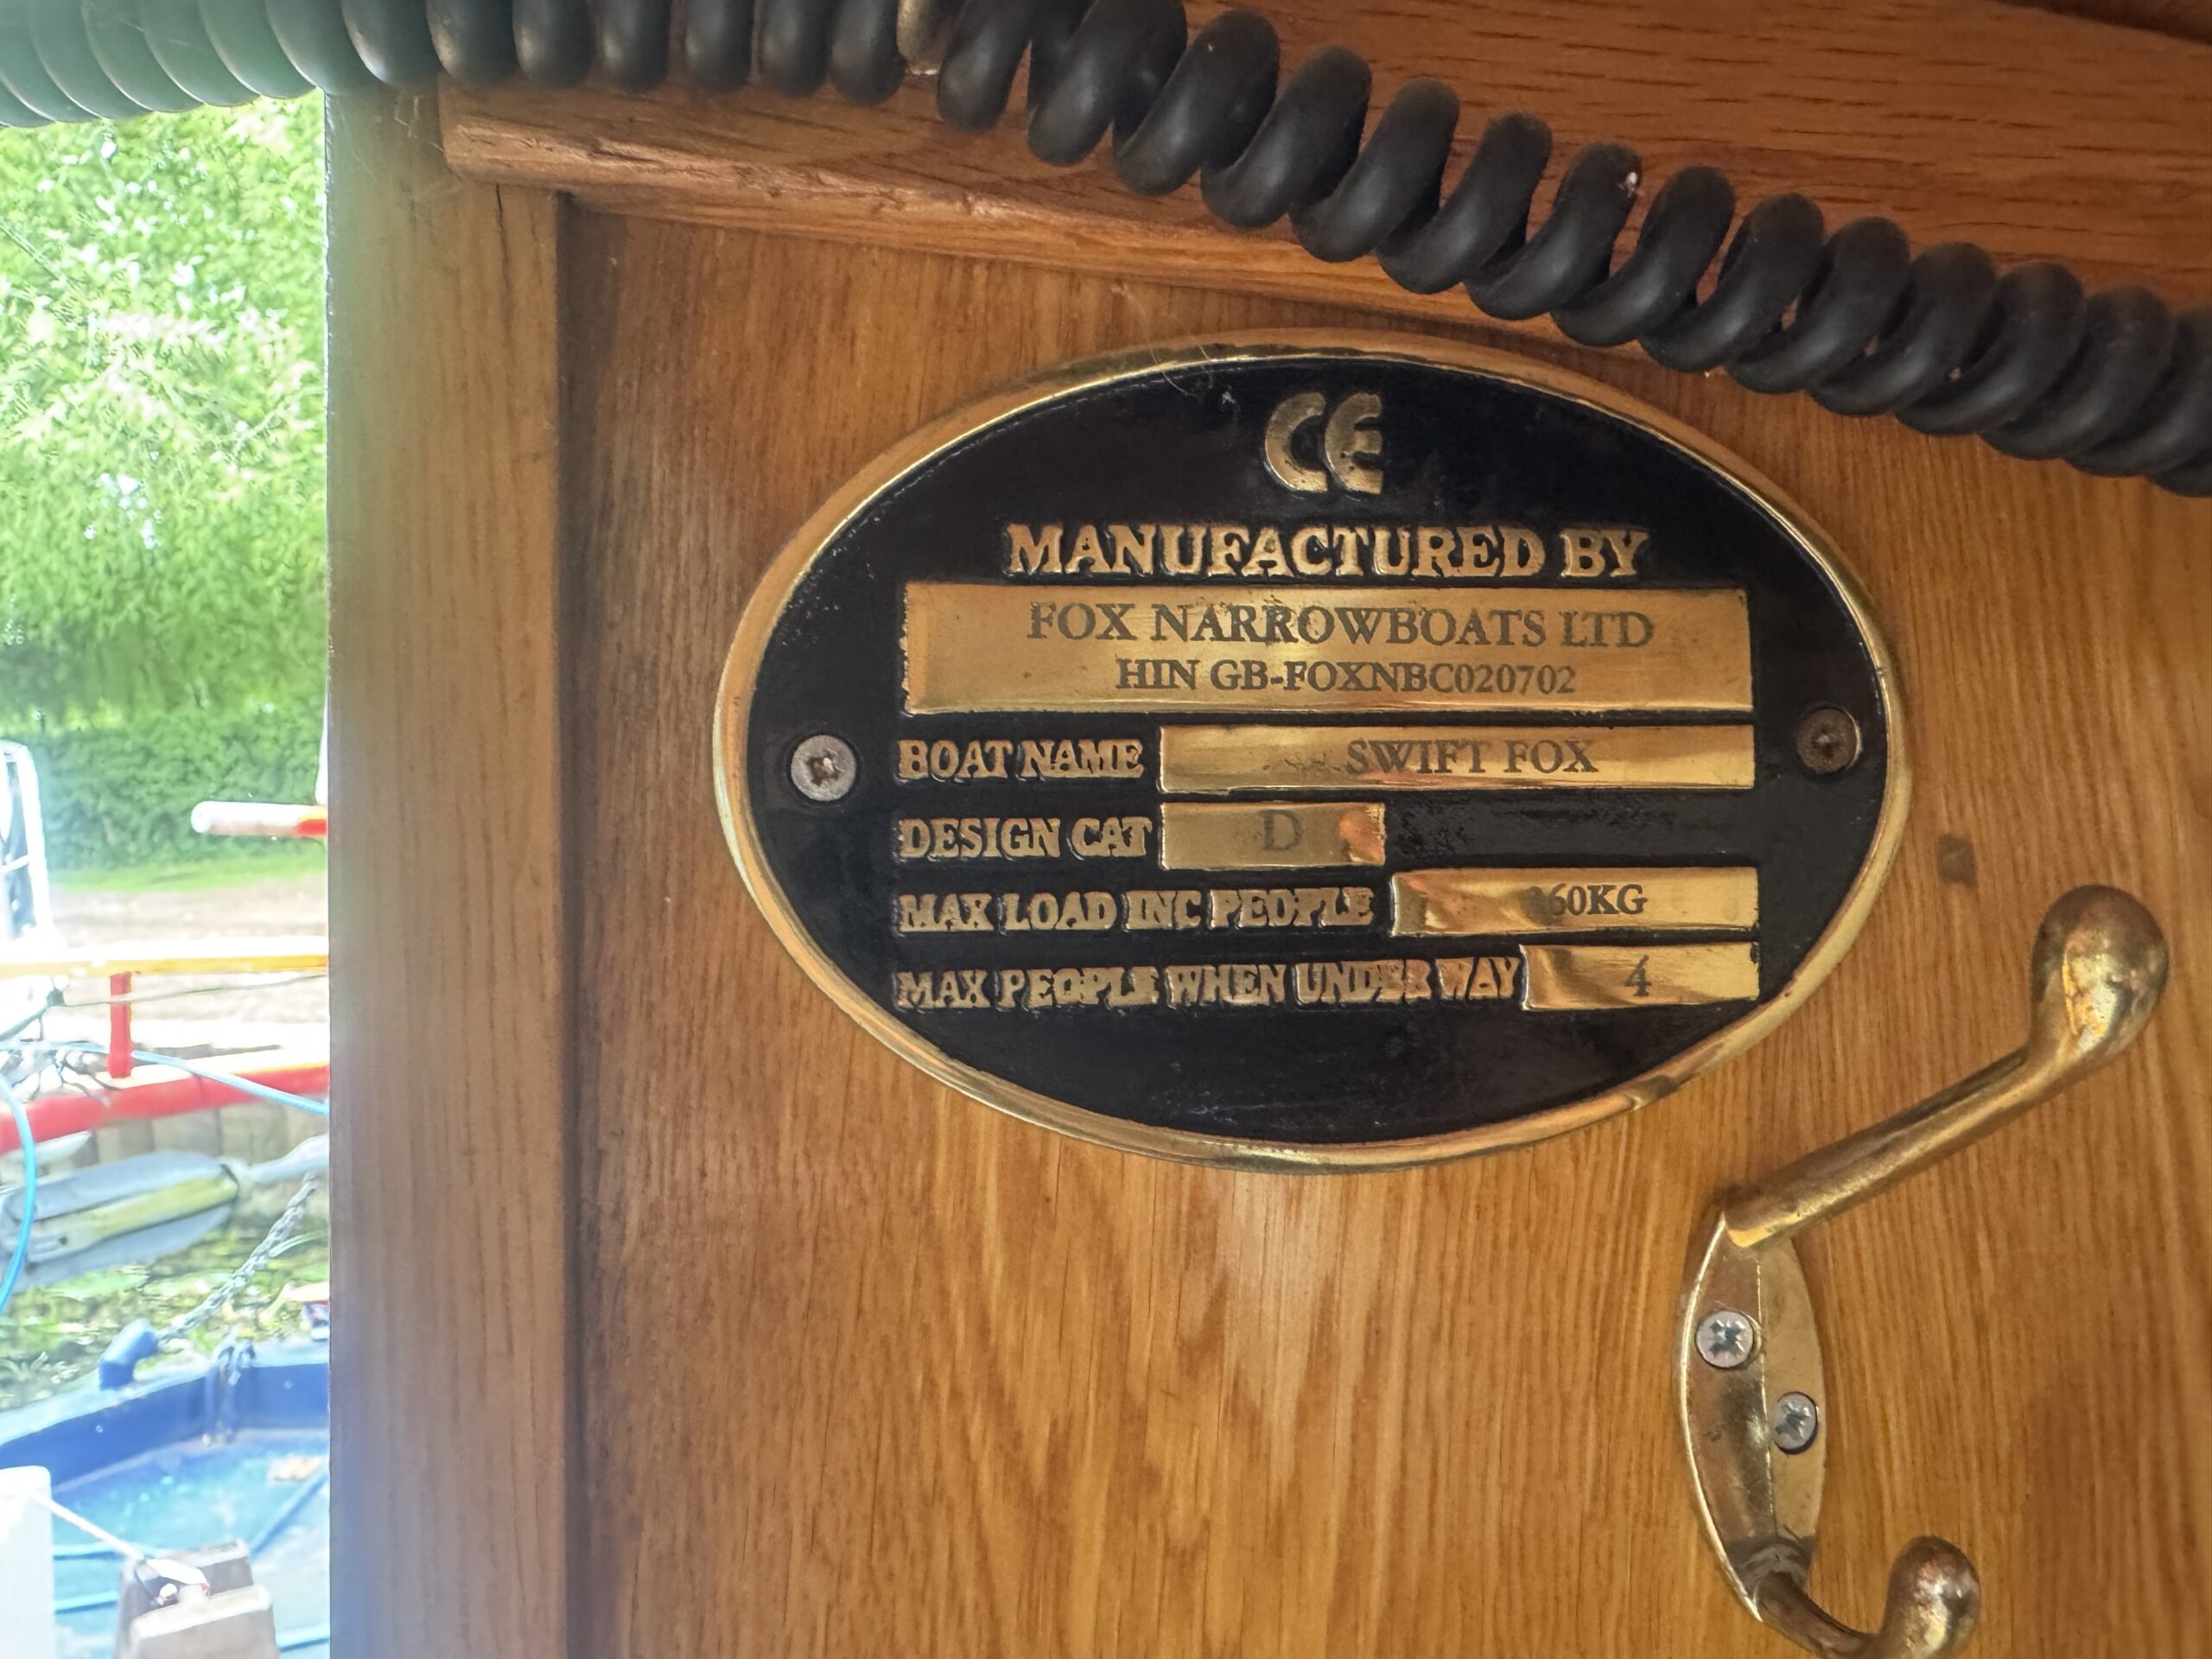 CE
MANUFACTURED BY
FOX NARROWBOATS LTD
HIN GB-FOXNBC020702
BOAT NAME SWIFT FOX
DESIGN CAT D
MAX LOAD INC PEOPLE
MAX PEOPLE WHEN UNDER WAY 4